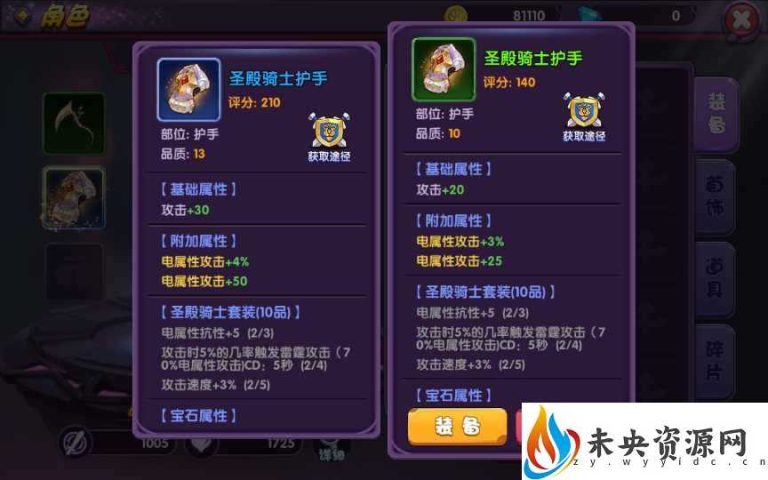 角色
81110
0
圣殿骑士护手
评分: 210
部位: 护手
品质: 13
获取途径
【基础属性】
攻击+30
【附加属性】
电属性攻击+4%
电属性攻击+50
【圣殿骑士套装(10品)】
电属性抗性+5 (2/3)
攻击时5%的几率触发雷霆攻击（7
0%电属性攻击)CD：5秒 (2/4)
攻击速度+3% (2/5)
【宝石属性】
圣殿骑士护手
评分: 140
部位: 护手
品质: 10
获取途径
【基础属性】
攻击+20
【附加属性】
电属性攻击+3%
电属性攻击+25
【圣殿骑士套装(10品)】
电属性抗性+5 (2/3)
攻击时5%的几率触发雷霆攻击（7
0%电属性攻击)CD：5秒 (2/4)
攻击速度+3% (2/5)
【宝石属性】
装备
装备
首饰
道具
碎片
1005
1725
详细
未央资源网
zy.wyyidc.cn